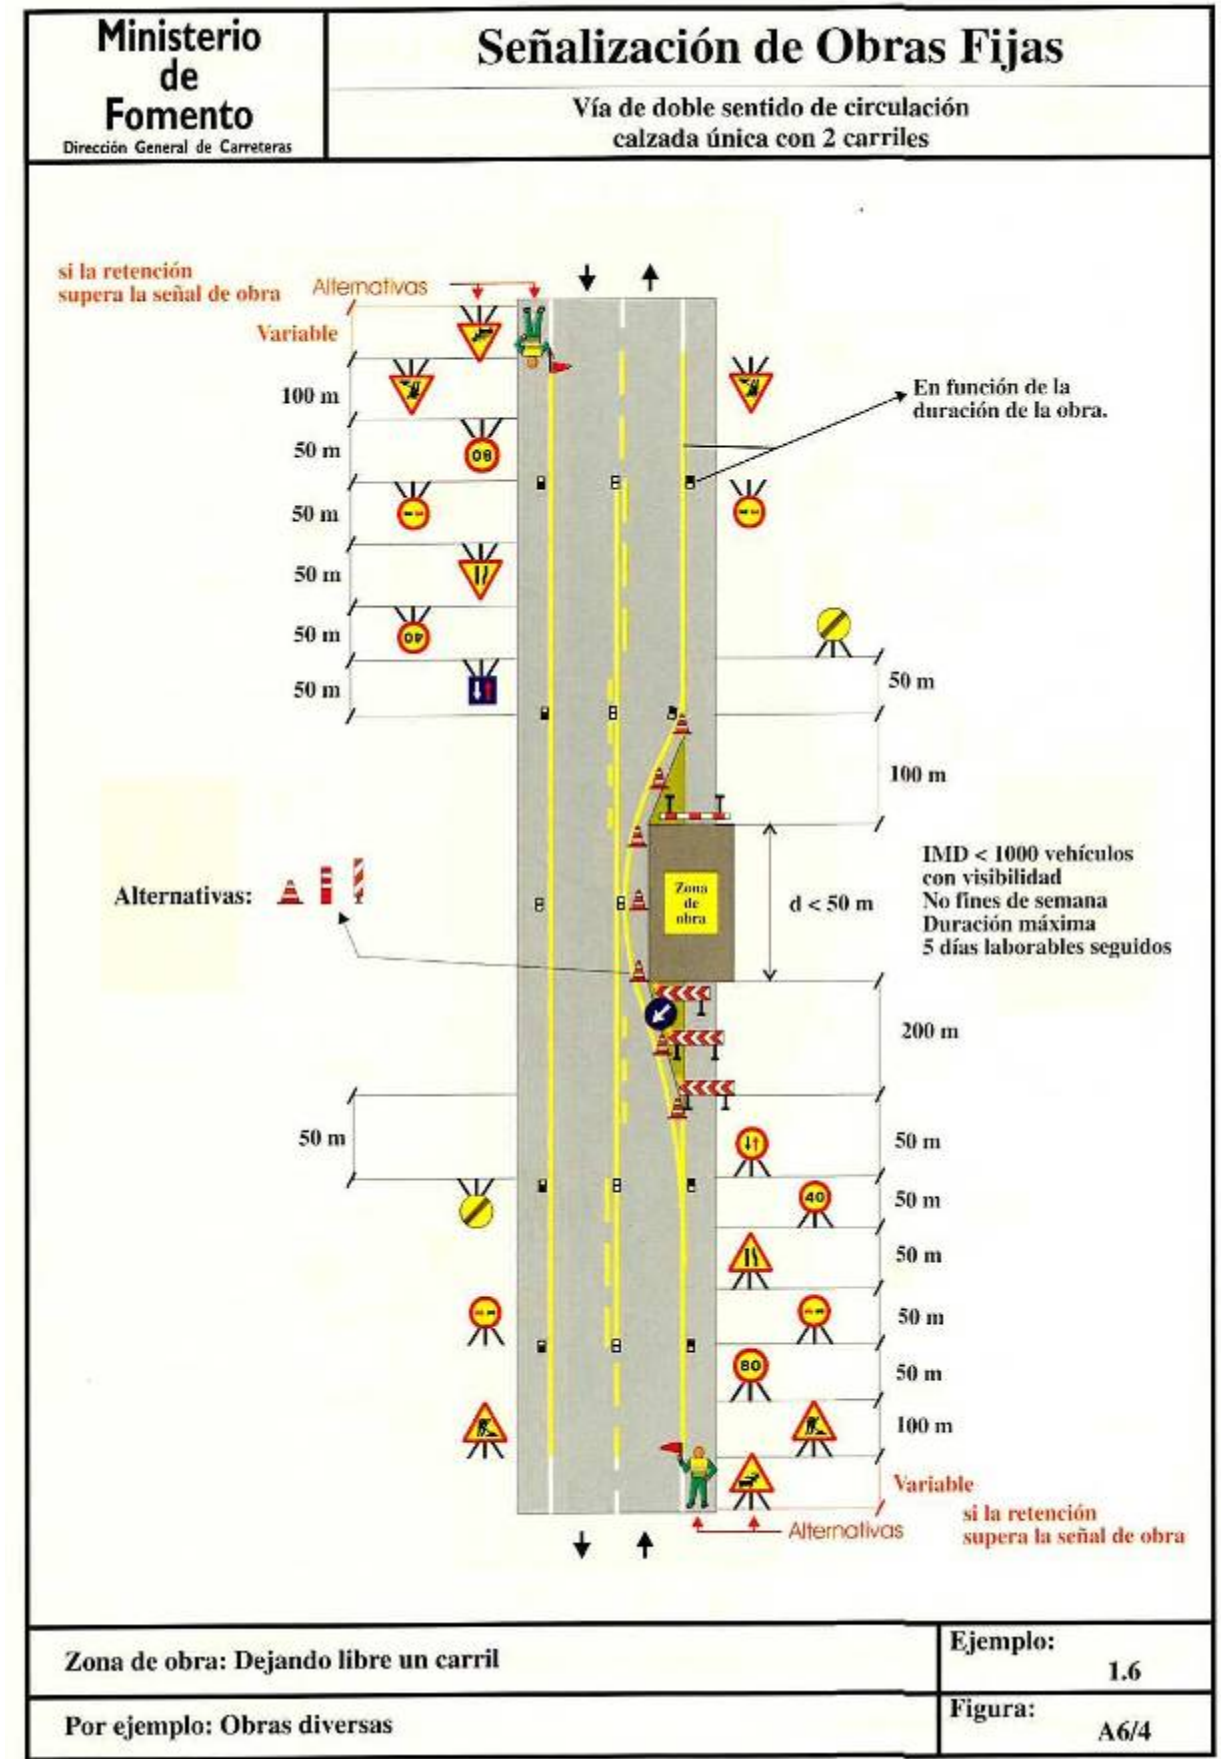 Ministerio
de
Fomento
Dirección General de Carreteras
Señalización de Obras Fijas
Vía de doble sentido de circulación
calzada única con 2 carriles
si la retención
supera la señal de obra
Alternativas
Variable
100 m
50 m
50 m
50 m
50 m
50 m
80
40
En función de la
duración de la obra.
50 m
100 m
Alternativas:
Zona
de
obra
d < 50 m
IMD < 1000 vehículos
con visibilidad
No fines de semana
Duración máxima
5 días laborables seguidos
200 m
50 m
50 m
40
50 m
50 m
50 m
80
50 m
100 m
Variable
Alternativas
si la retención
supera la señal de obra
Zona de obra: Dejando libre un carril
Ejemplo:
1.6
Por ejemplo: Obras diversas
Figura:
A6/4